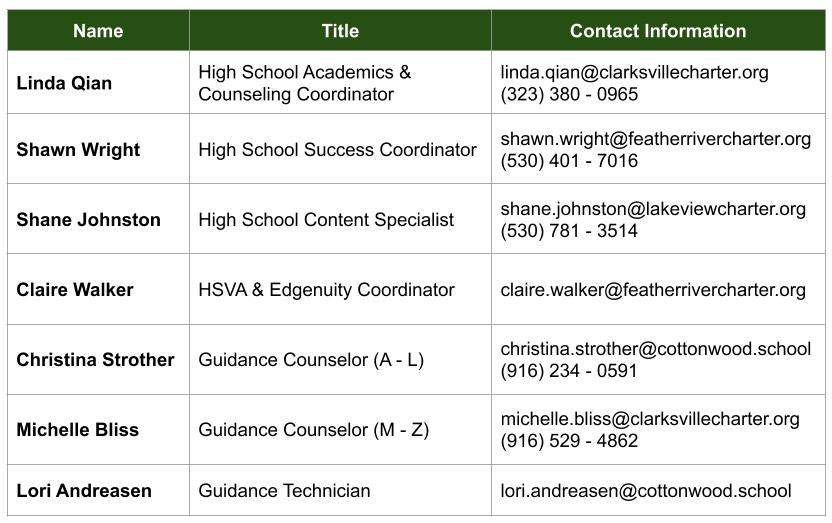 Name Title Contact Information
Linda Qian
High School Academics &
Counseling Coordinator
linda.qian@clarksvillecharter.org
(323) 380 - 0965
Shawn Wright
High School Success Coordinator
shawn.wright@featherrivercharter.org
(530) 401 - 7016
Shane Johnston
High School Content Specialist
shane.johnston@lakeviewcharter.org
(530) 781 - 3514
Claire Walker
HSVA & Edgenuity Coordinator
claire.walker@featherrivercharter.org
Christina Strother
Guidance Counselor (A - L)
christina.strother@cottonwood.school
(916) 234 - 0591
Michelle Bliss
Guidance Counselor (M - Z)
michelle.bliss@clarksvillecharter.org
(916) 529 - 4862
Lori Andreasen
Guidance Technician
lori.andreasen@cottonwood.school